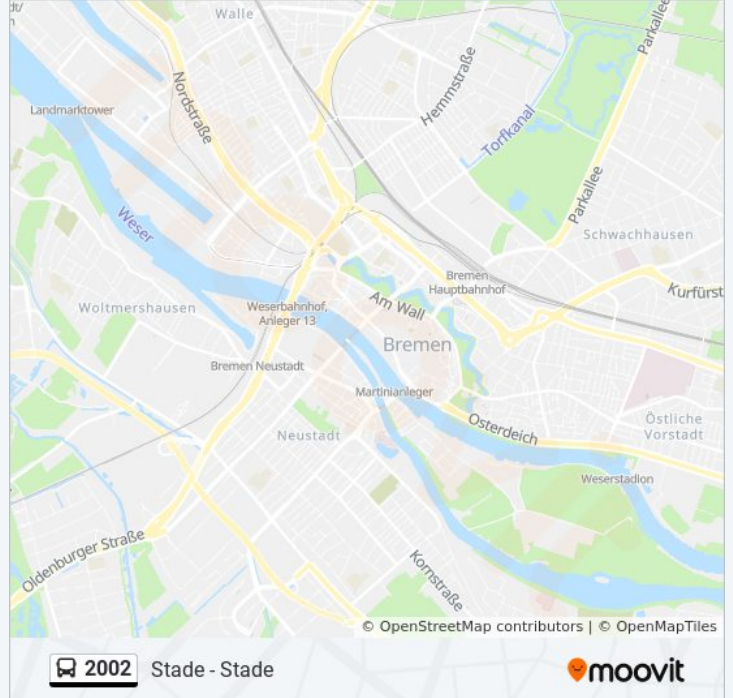 dt/
Walle
Parkallee
Hemmstraße
Nordstraße
Landmarktower
Torfkanal
Parkallee
Weser
Schwachhausen
Bremen
Hauptbahnhof
Kurfürst
Woltmershausen
Weserbahnhof,
Anleger 13
Am Wall
Bremen
Bremen Neustadt
Martinianleger
Osterdeich
Östliche
Vorstadt
Neustadt
Weserstadion
Oldenburger Straße
Kornstraße
© OpenStreetMap contributors | © OpenMapTiles
2002 Stade - Stade
moovit